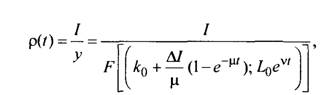 ρ(t) = I/y = I / F[(k₀ + ΔI/μ (1−e^{−μt}); L₀e^{νt})],